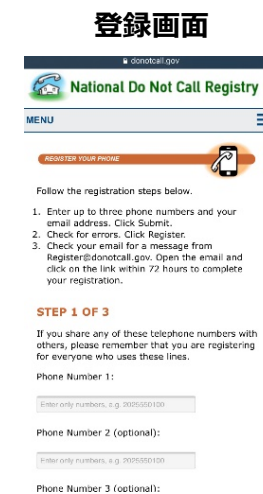 登録画面
donotcall.gov
National Do Not Call Registry
MENU
REGISTER YOUR PHONE
Follow the registration steps below.
1. Enter up to three phone numbers and your
email address. Click Submit.
2. Check for errors. Click Register.
3. Check your email for a message from
Register@donotcall.gov. Open the email and
click on the link within 72 hours to complete
your registration.
STEP 1 OF 3
If you share any of these telephone numbers with
others, please remember that you are registering
for everyone who uses these lines.
Phone Number 1:
Enter only numbers, e.g. 2025550100
Phone Number 2 (optional):
Enter only numbers, e.g. 2025550100
Phone Number 3 (optional):